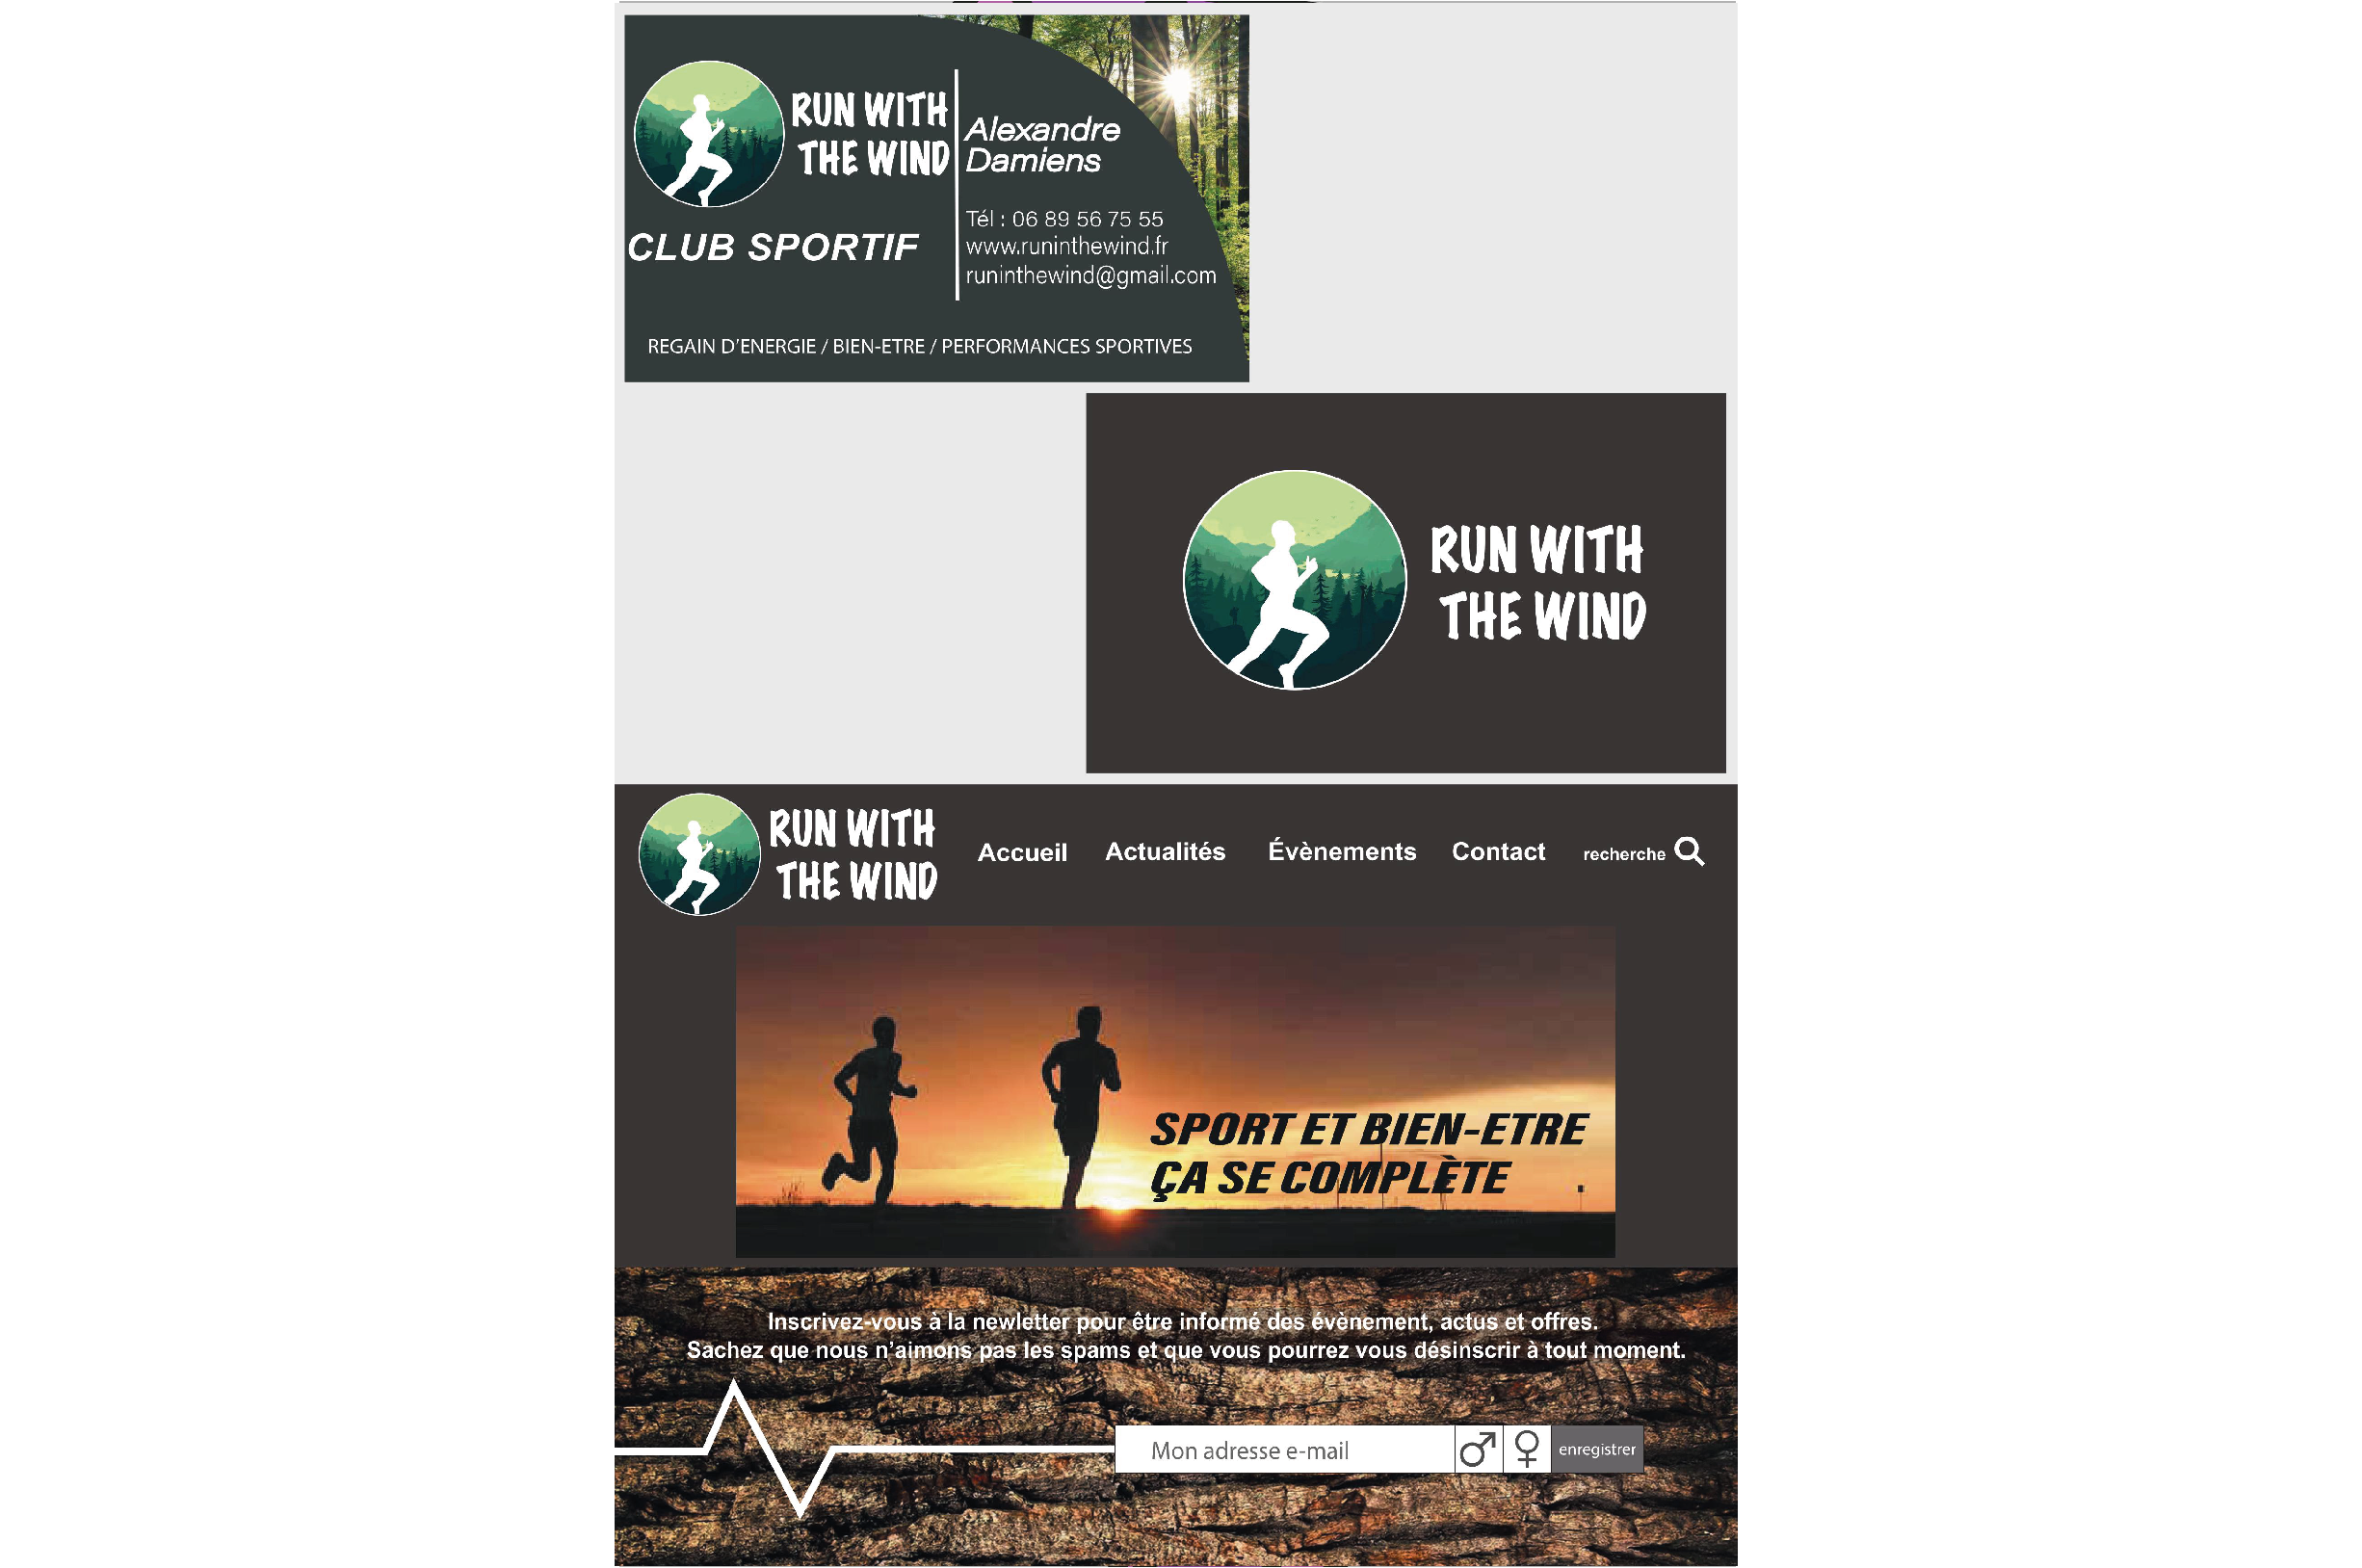 RUN WITH
THE WIND
CLUB SPORTIF
Alexandre
Damiens
Tél : 06 89 56 75 55
www.runinthewind.fr
runinthewind@gmail.com
REGAIN D'ENERGIE / BIEN-ETRE / PERFORMANCES SPORTIVES
RUN WITH
THE WIND
RUN WITH
THE WIND
Accueil Actualités Évènements Contact recherche
SPORT ET BIEN-ETRE
ÇA SE COMPLÈTE
Inscrivez-vous à la newletter pour être informé des évènement, actus et offres.
Sachez que nous n'aimons pas les spams et que vous pourrez vous désinscrir à tout moment.
Mon adresse e-mail ♂ ♀ enregistrer